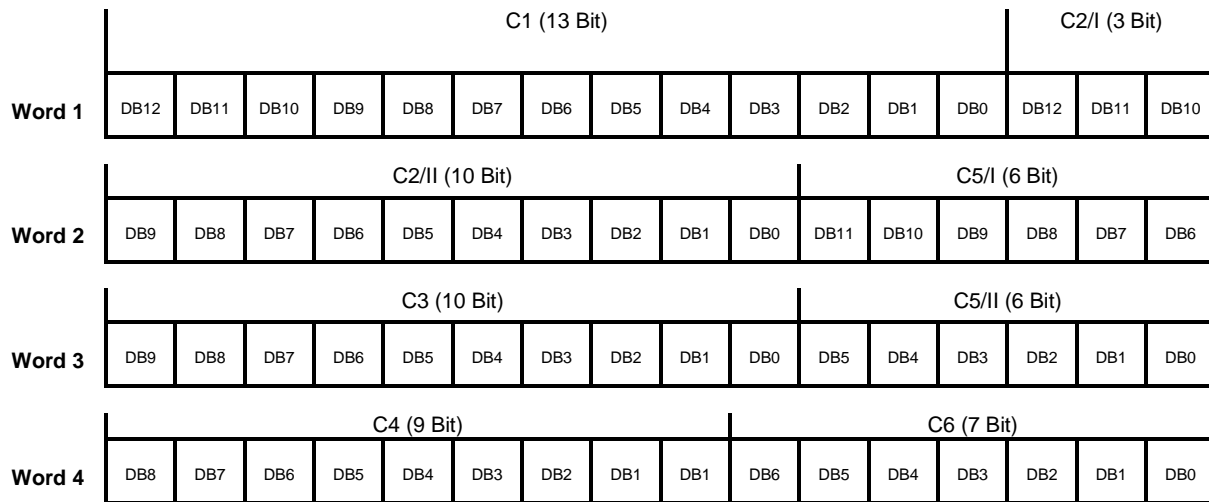 C1 (13 Bit) C2/I (3 Bit)
Word 1 DB12 DB11 DB10 DB9 DB8 DB7 DB6 DB5 DB4 DB3 DB2 DB1 DB0 DB12 DB11 DB10
C2/II (10 Bit) C5/I (6 Bit)
Word 2 DB9 DB8 DB7 DB6 DB5 DB4 DB3 DB2 DB1 DB0 DB11 DB10 DB9 DB8 DB7 DB6
C3 (10 Bit) C5/II (6 Bit)
Word 3 DB9 DB8 DB7 DB6 DB5 DB4 DB3 DB2 DB1 DB0 DB5 DB4 DB3 DB2 DB1 DB0
C4 (9 Bit) C6 (7 Bit)
Word 4 DB8 DB7 DB6 DB5 DB4 DB3 DB2 DB1 DB1 DB6 DB5 DB4 DB3 DB2 DB1 DB0